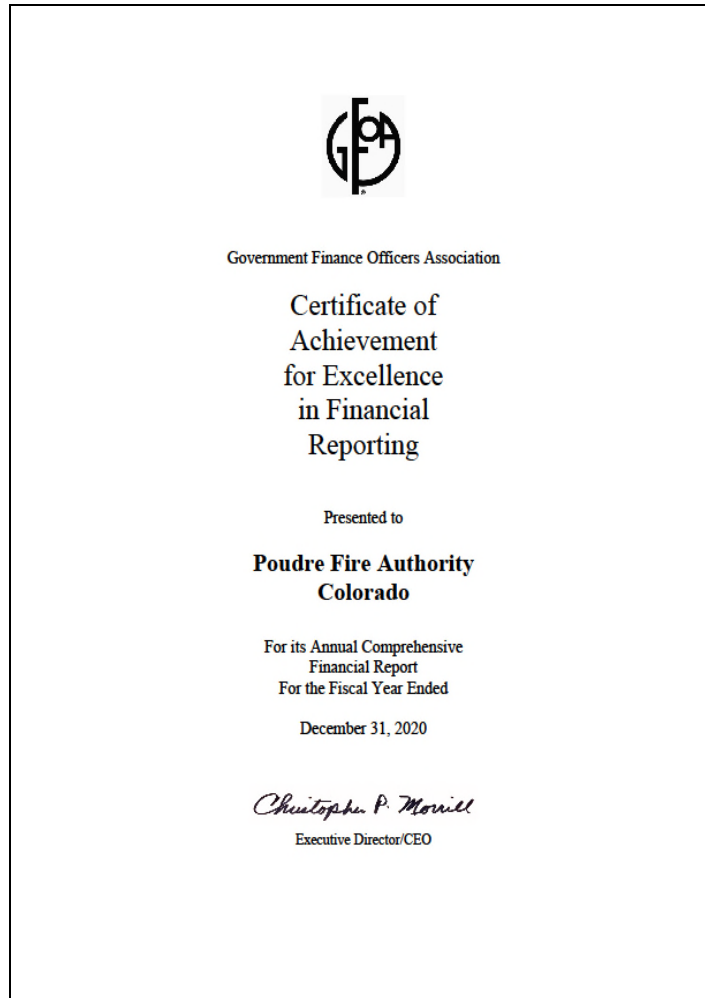 GFOA
Government Finance Officers Association
Certificate of
Achievement
for Excellence
in Financial
Reporting
Presented to
Poudre Fire Authority
Colorado
For its Annual Comprehensive
Financial Report
For the Fiscal Year Ended
December 31, 2020
Christopher P. Morrill
Executive Director/CEO